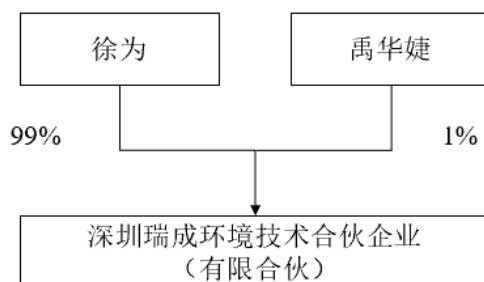 徐为
禹华婕
99%
1%
深圳瑞成环境技术合伙企业
（有限合伙）